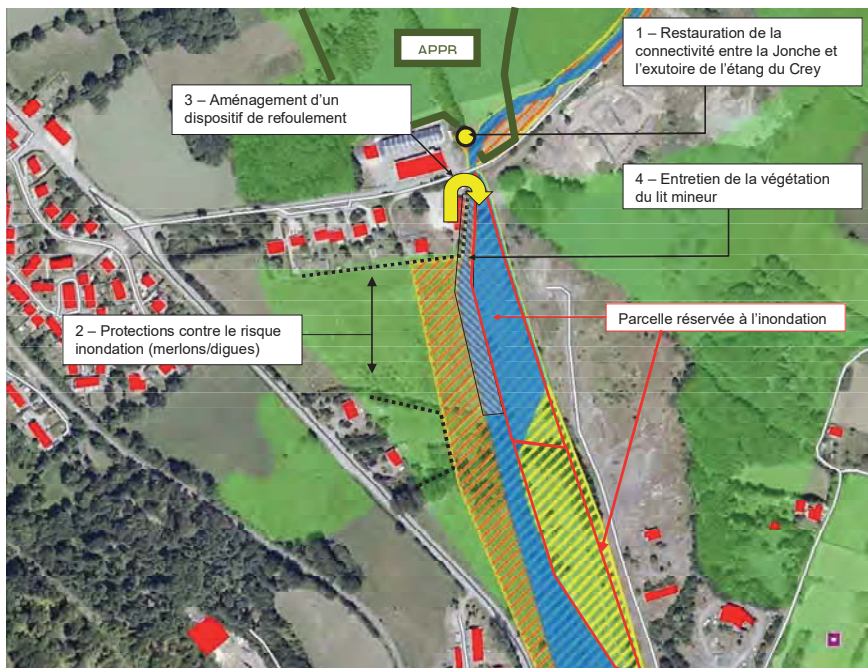 APPB
1 – Restauration de la
connectivité entre la Jonche et
l’exutoire de l’étang du Crey
3 – Aménagement d’un
dispositif de refoulement
4 – Entretien de la végétation
du lit mineur
Parcelle réservée à l’inondation
2 – Protections contre le risque
inondation (merlons/digues)